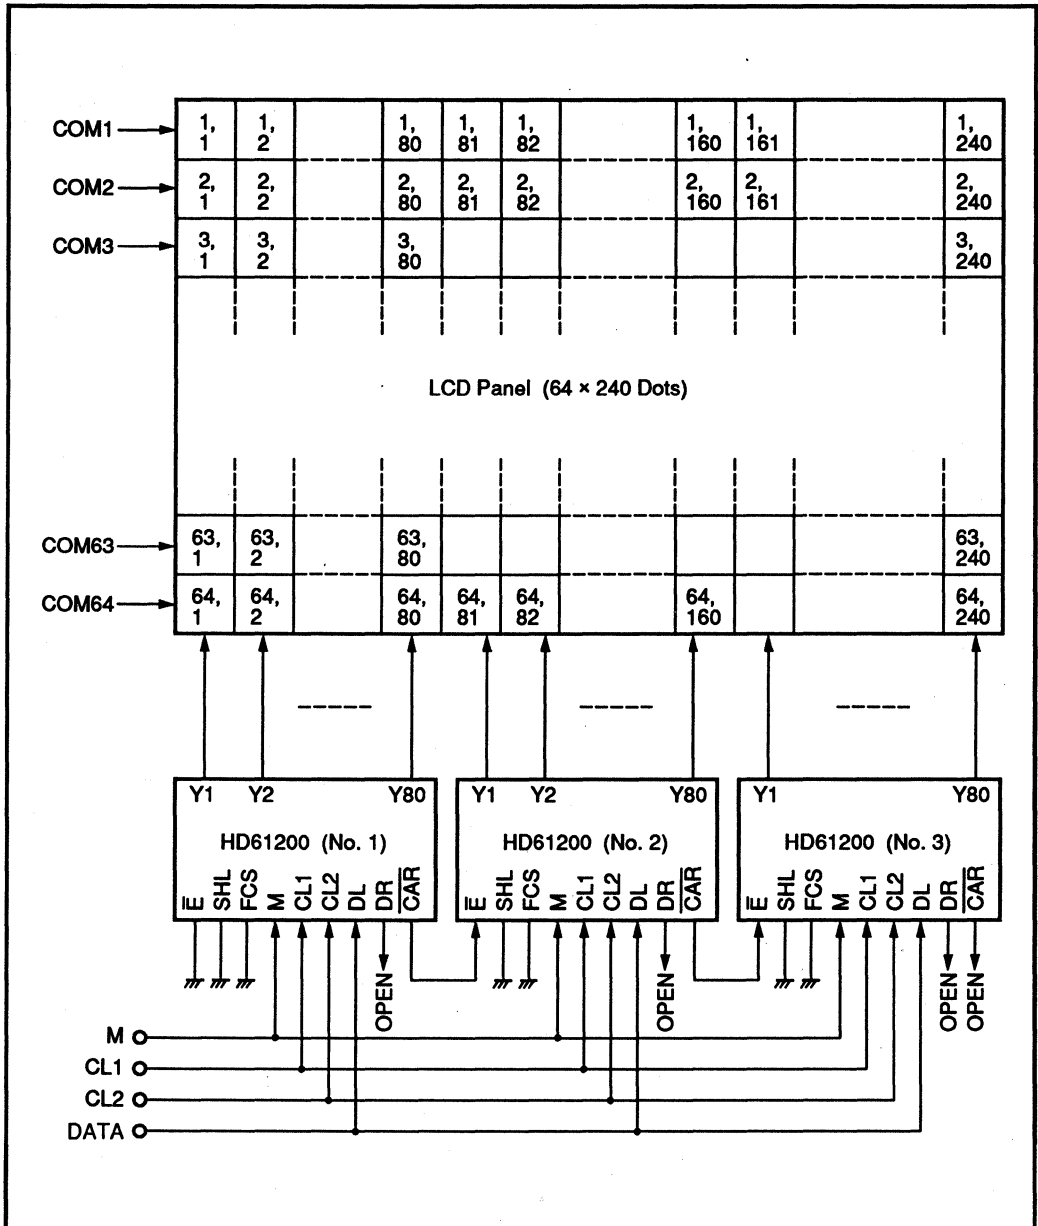 COM1 1, 1, 1, 1, 1, 1, 1, 1,
1 2 80 81 82 160 161 240
COM2 2, 2, 2, 2, 2, 2, 2, 2,
1 2 80 81 82 160 161 240
COM3 3, 3, 3, 3,
1 2 80 240
LCD Panel (64 × 240 Dots)
COM63 63, 63, 63, 63,
1 2 80 240
COM64 64, 64, 64, 64, 64, 64, 64,
1 2 80 81 82 160 240
Y1 Y2 Y80 Y1 Y2 Y80 Y1 Y80
HD61200 (No. 1) HD61200 (No. 2) HD61200 (No. 3)
E SHL FCS M CL1 CL2 DL DR CAR E SHL FCS M CL1 CL2 DL DR CAR E SHL FCS M CL1 CL2 DL DR CAR
OPEN OPEN OPEN OPEN
M
CL1
CL2
DATA